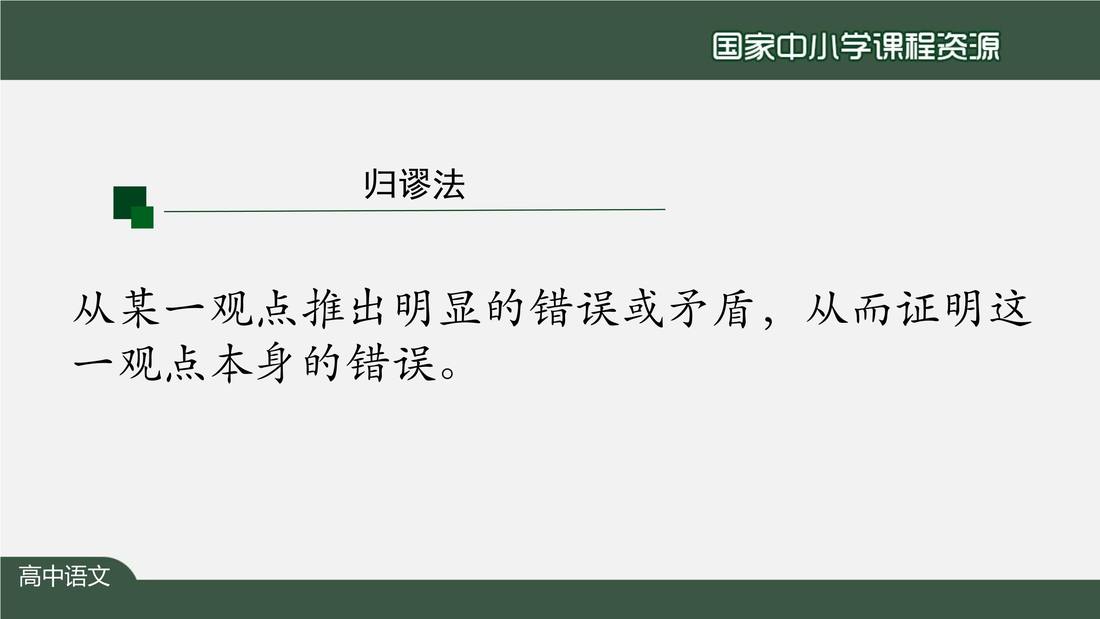 国家中小学课程资源
归谬法
从某一观点推出明显的错误或矛盾，从而证明这
一观点本身的错误。
高中语文